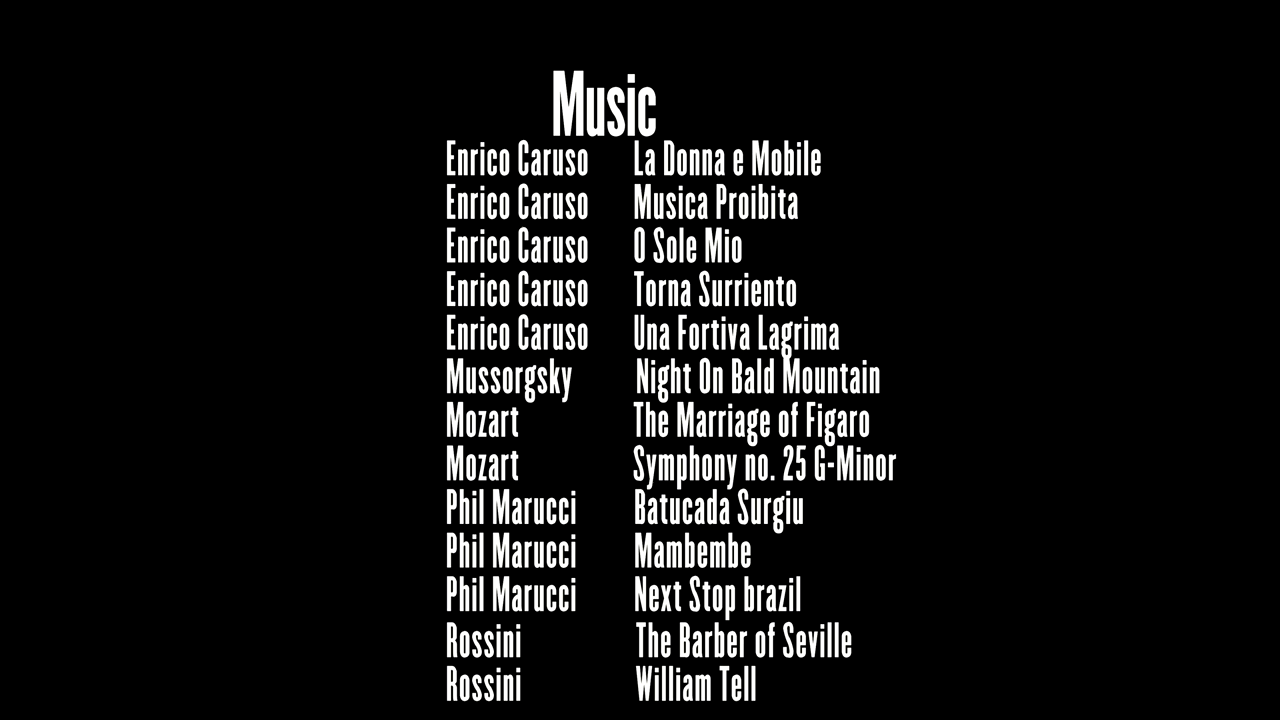 Music
Enrico Caruso La Donna e Mobile
Enrico Caruso Musica Proibita
Enrico Caruso O Sole Mio
Enrico Caruso Torna Surriento
Enrico Caruso Una Fortiva Lagrima
Mussorgsky Night On Bald Mountain
Mozart The Marriage of Figaro
Mozart Symphony no. 25 G-Minor
Phil Marucci Batucada Surgiu
Phil Marucci Mambembe
Phil Marucci Next Stop brazil
Rossini The Barber of Seville
Rossini William Tell